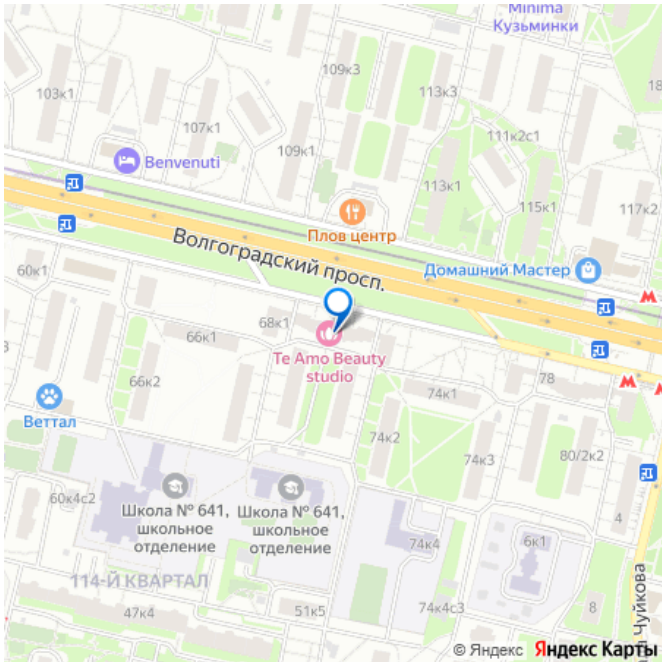 Minima
Кузьминки
109к3
113к3
18
103к1
107к1
111к2с1
109к1
Benvenuti
113к1
115к1
117к2
Плов центр
Волгоградский просп.
Домашний Мастер
60к1
68к1
66к1
Te Amo Beauty
studio
66к2
74к1
78
Веттал
74к2
74к3
80/2к2
60к4с2
Школа № 641,
школьное
отделение
Школа № 641,
школьное
отделение
4
74к4
6к1
114-Й КВАРТАЛ
47к4
51к5
74к4с3
8
Чуйкова
© Яндекс Яндекс Карты